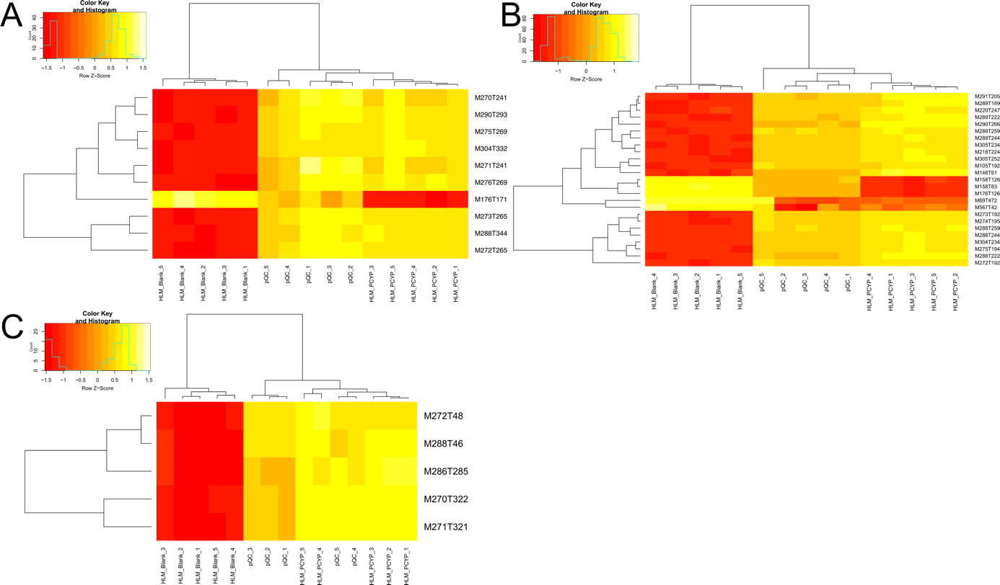 A
Color Key
and Histogram
Count
0 10 20 30 40
−1.5 −1 −0.5 0 0.5 1 1.5
Row Z−Score
M270T241
M290T293
M275T269
M304T332
M271T241
M276T269
M176T171
M273T265
M288T344
M272T265
HLM_Blank_5
HLM_Blank_4
HLM_Blank_2
HLM_Blank_3
HLM_Blank_1
pQC_5
pQC_4
pQC_1
pQC_3
pQC_2
HLM_PCYP_3
HLM_PCYP_5
HLM_PCYP_4
HLM_PCYP_2
HLM_PCYP_1
B
Color Key
and Histogram
Count
0 20 40 60 80
−1 0 1
Row Z−Score
M291T205
M289T189
M220T247
M289T222
M290T266
M289T259
M289T244
M305T234
M218T224
M305T252
M105T192
M146T61
M158T126
M158T83
M176T126
M69T472
M567T42
M273T192
M274T195
M288T259
M288T244
M304T234
M275T194
M288T222
M272T192
HLM_Blank_4
HLM_Blank_3
HLM_Blank_2
HLM_Blank_1
HLM_Blank_5
pQC_5
pQC_2
pQC_3
pQC_4
pQC_1
HLM_PCYP_4
HLM_PCYP_1
HLM_PCYP_3
HLM_PCYP_5
HLM_PCYP_2
C
Color Key
and Histogram
Count
0 5 10 20
−1.5 −1 −0.5 0 0.5 1 1.5
Row Z−Score
M272T48
M288T46
M286T285
M270T322
M271T321
HLM_Blank_3
HLM_Blank_2
HLM_Blank_1
HLM_Blank_5
HLM_Blank_4
pQC_3
pQC_2
pQC_1
HLM_PCYP_5
HLM_PCYP_4
pQC_5
pQC_4
HLM_PCYP_3
HLM_PCYP_2
HLM_PCYP_1